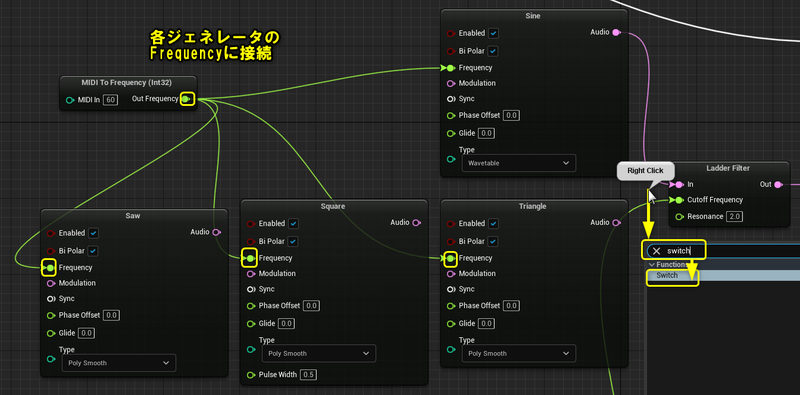 各ジェネレータの
Frequencyに接続
MIDI To Frequency (Int32)
MIDI In 60 Out Frequency
Sine
Enabled Audio
Bi Polar
Frequency
Modulation
Sync
Phase Offset 0.0
Glide 0.0
Type
Wavetable
Right Click
Ladder Filter
In Out
Cutoff Frequency
Resonance 2.0
switch
Switch
Saw
Enabled Audio
Bi Polar
Frequency
Modulation
Sync
Phase Offset 0.0
Glide 0.0
Type
Poly Smooth
Square
Enabled Audio
Bi Polar
Frequency
Modulation
Sync
Phase Offset 0.0
Glide 0.0
Type
Poly Smooth
Pulse Width 0.5
Triangle
Enabled Audio
Bi Polar
Frequency
Modulation
Sync
Phase Offset 0.0
Glide 0.0
Type
Poly Smooth